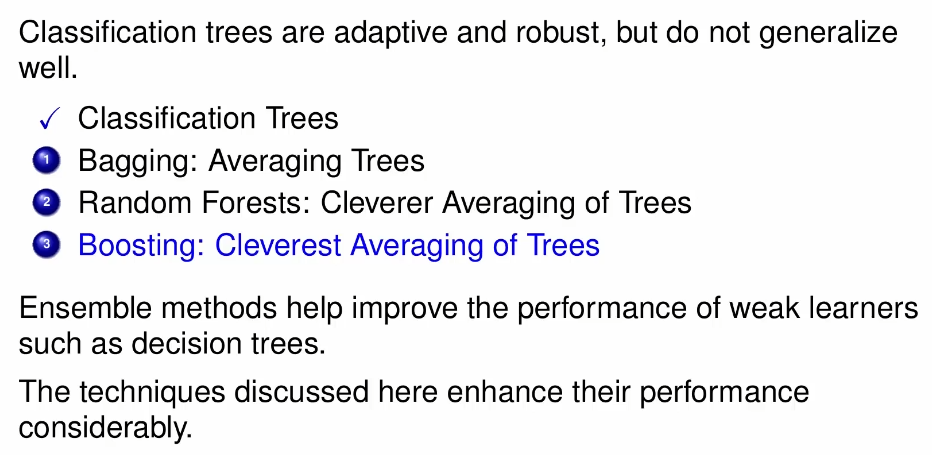 Classification trees are adaptive and robust, but do not generalize
well.
✓ Classification Trees
1 Bagging: Averaging Trees
2 Random Forests: Cleverer Averaging of Trees
3 Boosting: Cleverest Averaging of Trees
Ensemble methods help improve the performance of weak learners
such as decision trees.
The techniques discussed here enhance their performance
considerably.